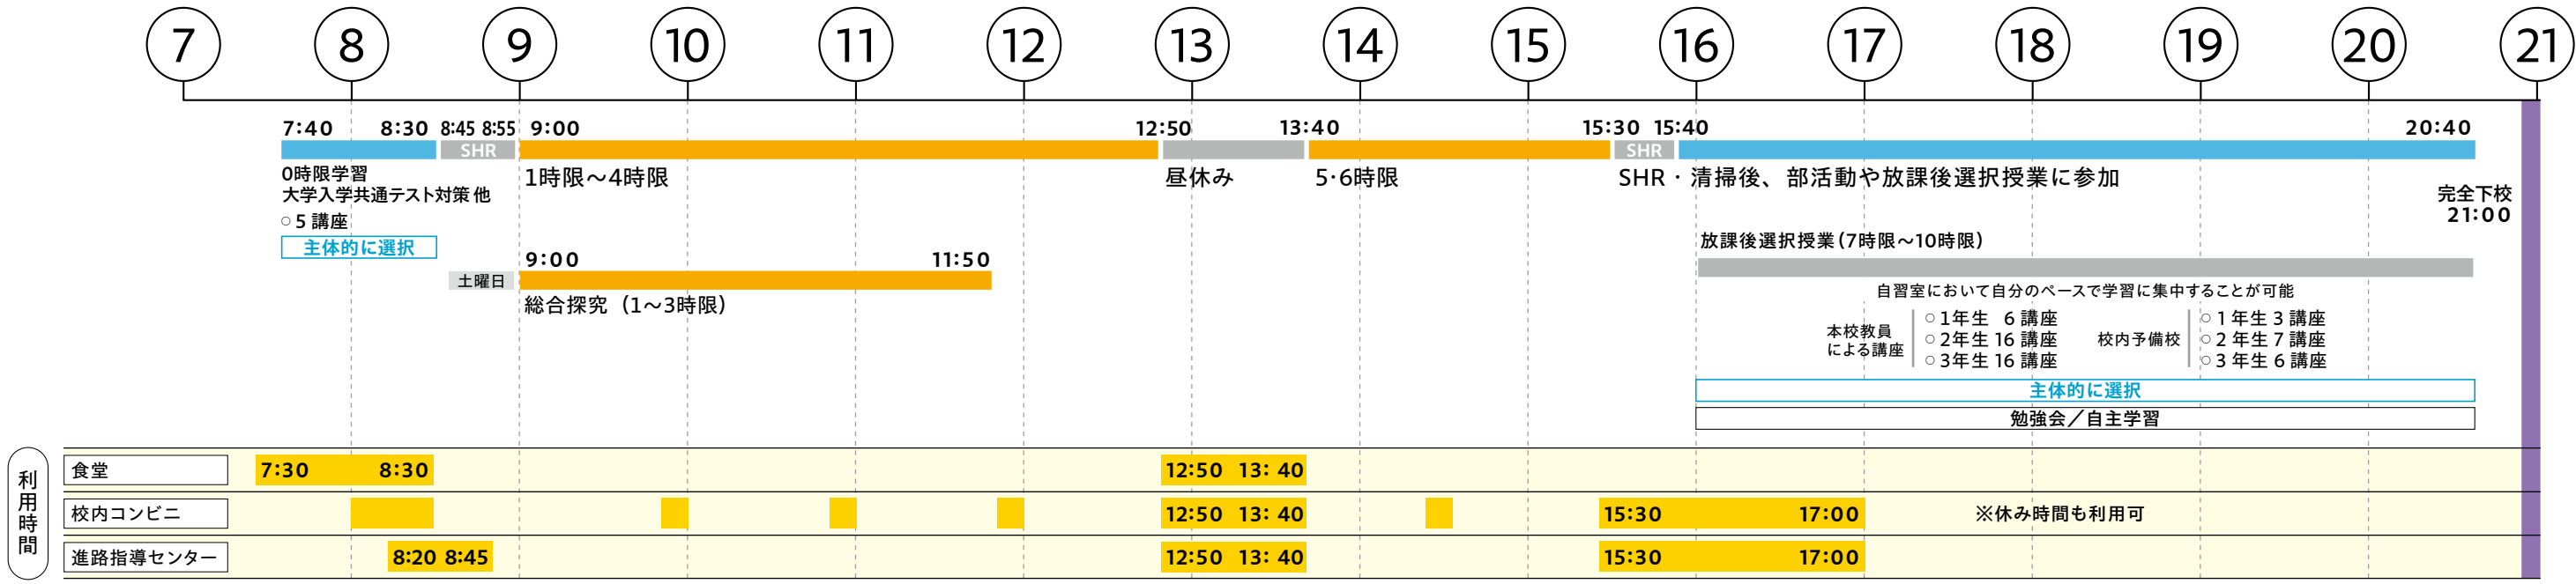 7 8 9 10 11 12 13 14 15 16 17 18 19 20 21
7:40 8:30 8:45 8:55 9:00 12:50 13:40 15:30 15:40 20:40
SHR SHR
0時限学習
大学入学共通テスト対策 他
○5講座
主体的に選択
1時限〜4時限
昼休み
5・6時限
SHR・清掃後、部活動や放課後選択授業に参加
完全下校
21:00
土曜日
9:00 11:50
総合探究（1〜3時限）
放課後選択授業（7時限〜10時限）
自習室において自分のペースで学習に集中することが可能
本校教員
による講座
○1年生 6 講座
○2年生 16 講座
○3年生 16 講座
校内予備校
○1年生 3 講座
○2年生 7 講座
○3年生 6 講座
主体的に選択
勉強会／自主学習
利用時間
食堂 7:30 8:30 12:50 13:40
校内コンビニ 12:50 13:40 15:30 17:00 ※休み時間も利用可
進路指導センター 8:20 8:45 12:50 13:40 15:30 17:00